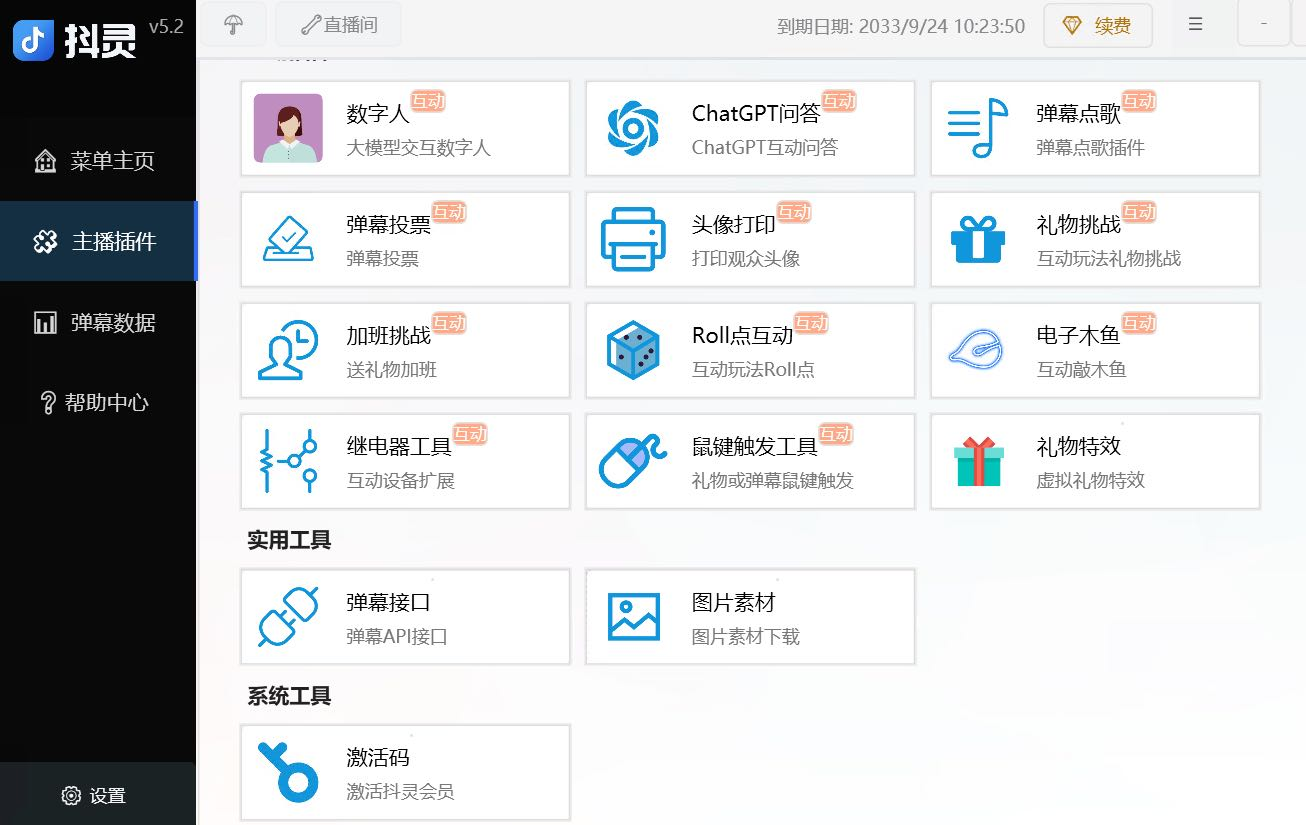 抖灵 v5.2
直播间
到期日期: 2033/9/24 10:23:50
续费
菜单主页
主播插件
弹幕数据
帮助中心
设置
数字人 互动
大模型交互数字人
ChatGPT问答 互动
ChatGPT互动问答
弹幕点歌 互动
弹幕点歌插件
弹幕投票 互动
弹幕投票
头像打印 互动
打印观众头像
礼物挑战 互动
互动玩法礼物挑战
加班挑战 互动
送礼物加班
Roll点互动 互动
互动玩法Roll点
电子木鱼 互动
互动敲木鱼
继电器工具 互动
互动设备扩展
鼠键触发工具 互动
礼物或弹幕鼠键触发
礼物特效
虚拟礼物特效
实用工具
弹幕接口
弹幕API接口
图片素材
图片素材下载
系统工具
激活码
激活抖灵会员